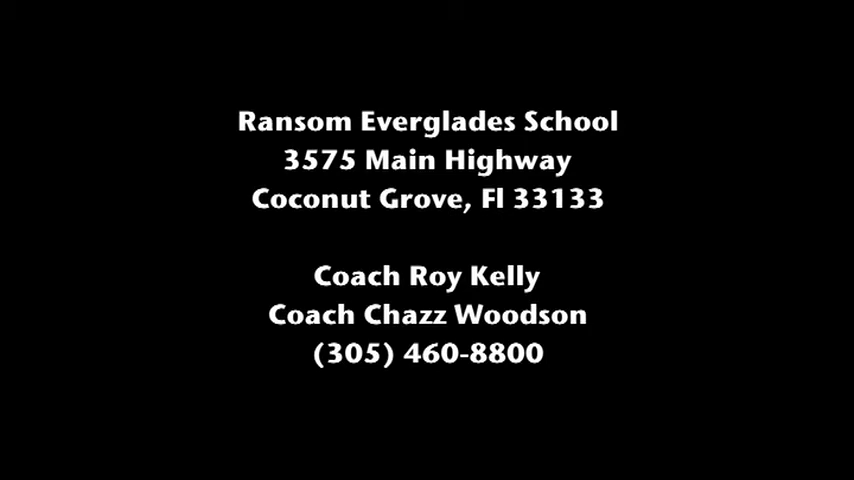 Ransom Everglades School
3575 Main Highway
Coconut Grove, Fl 33133
Coach Roy Kelly
Coach Chazz Woodson
(305) 460-8800